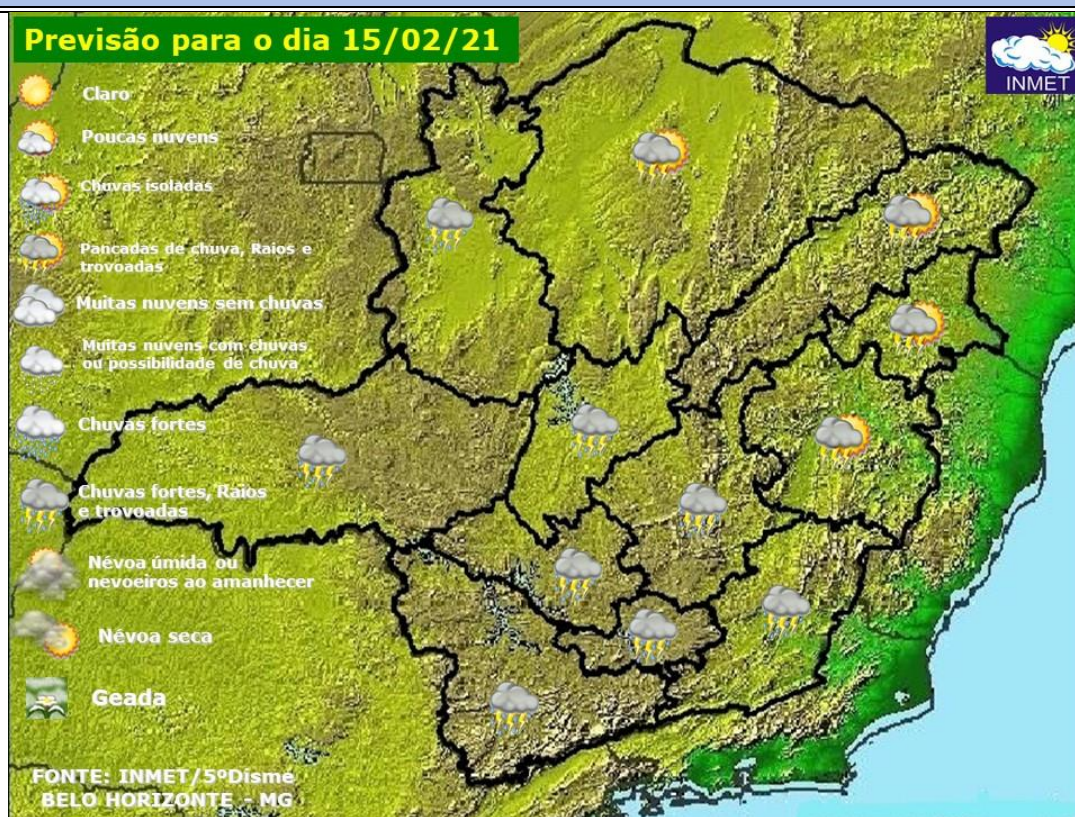 Previsão para o dia 15/02/21
INMET
Claro
Poucas nuvens
Chuvas isoladas
Pancadas de chuva, Raios e
trovoadas
Muitas nuvens sem chuvas
Muitas nuvens com chuvas
ou possibilidade de chuva
Chuvas fortes
Chuvas fortes, Raios
e trovoadas
Névoa úmida ou
nevoeiros ao amanhecer
Névoa seca
Geada
FONTE: INMET/5ºDisme
BELO HORIZONTE - MG